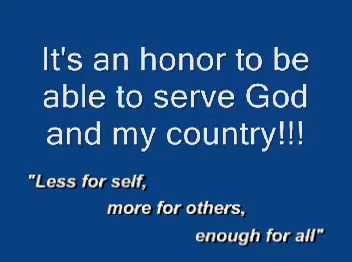 It's an honor to be
able to serve God
and my country!!!
"Less for self,
more for others,
enough for all"